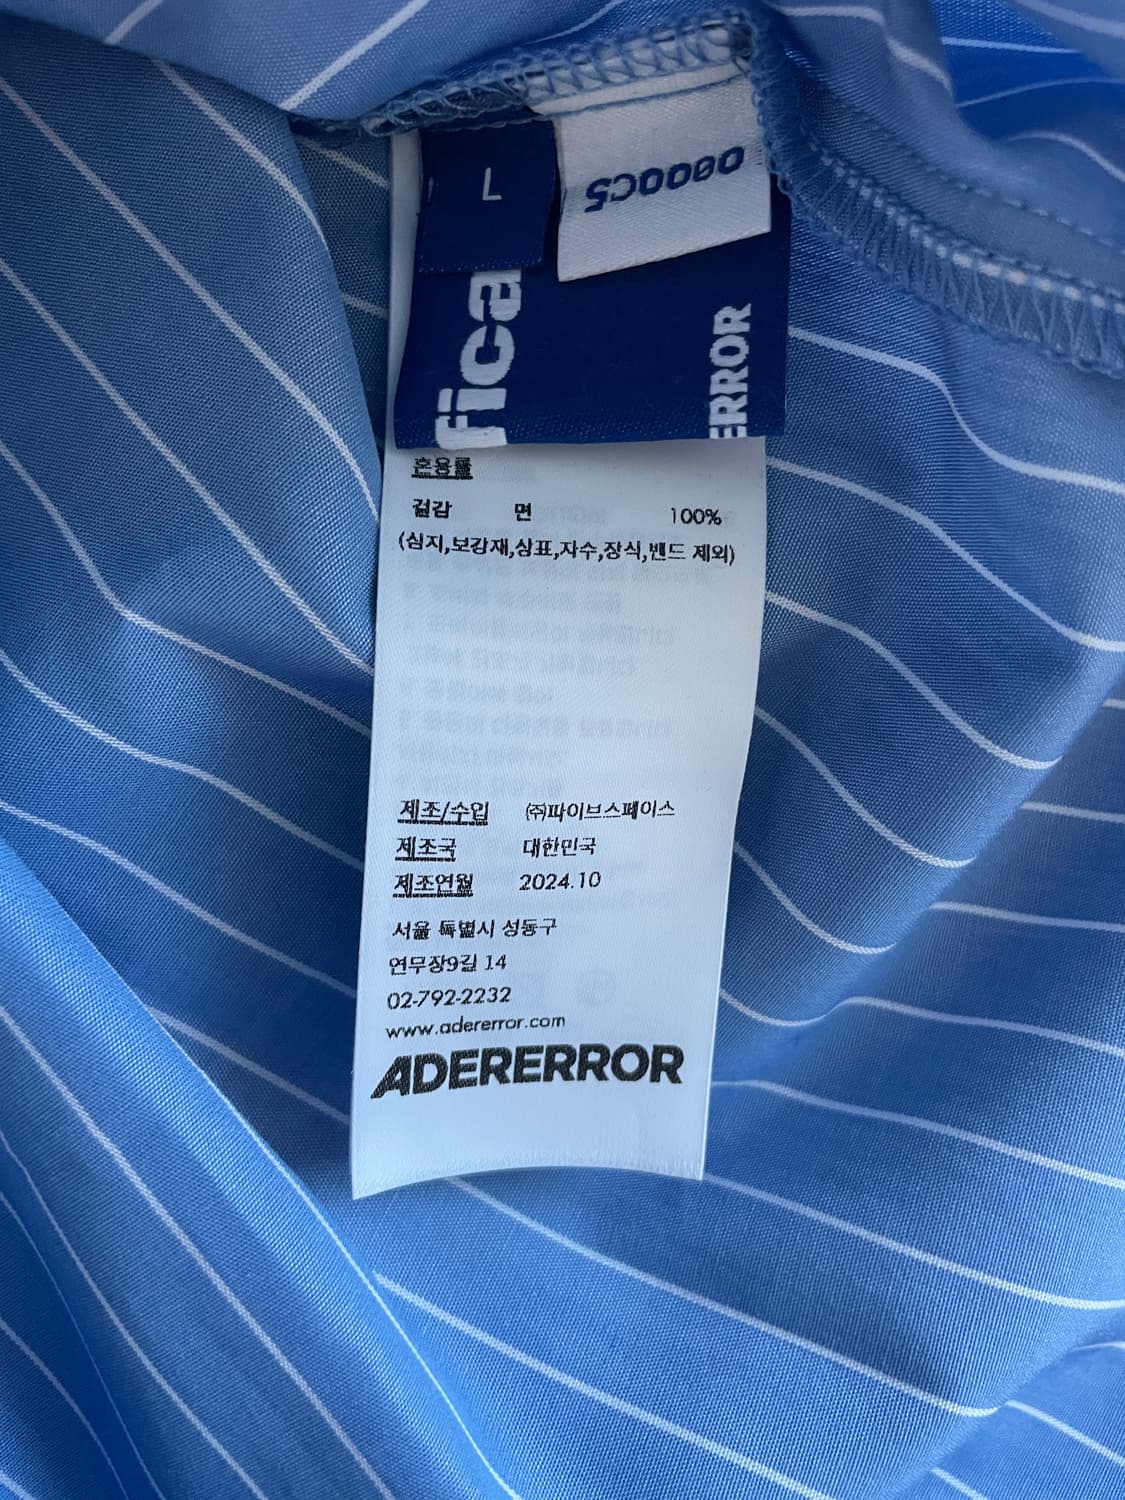 L
0800C5
fica
ERROR
혼용률
겉감 면 100%
(심지,보강재,상표,자수,장식,밴드 제외)
제조/수입 ㈜파이브스페이스
제조국 대한민국
제조연월 2024.10
서울 특별시 성동구
연무장9길 14
02-792-2232
www.adererror.com
ADERERROR